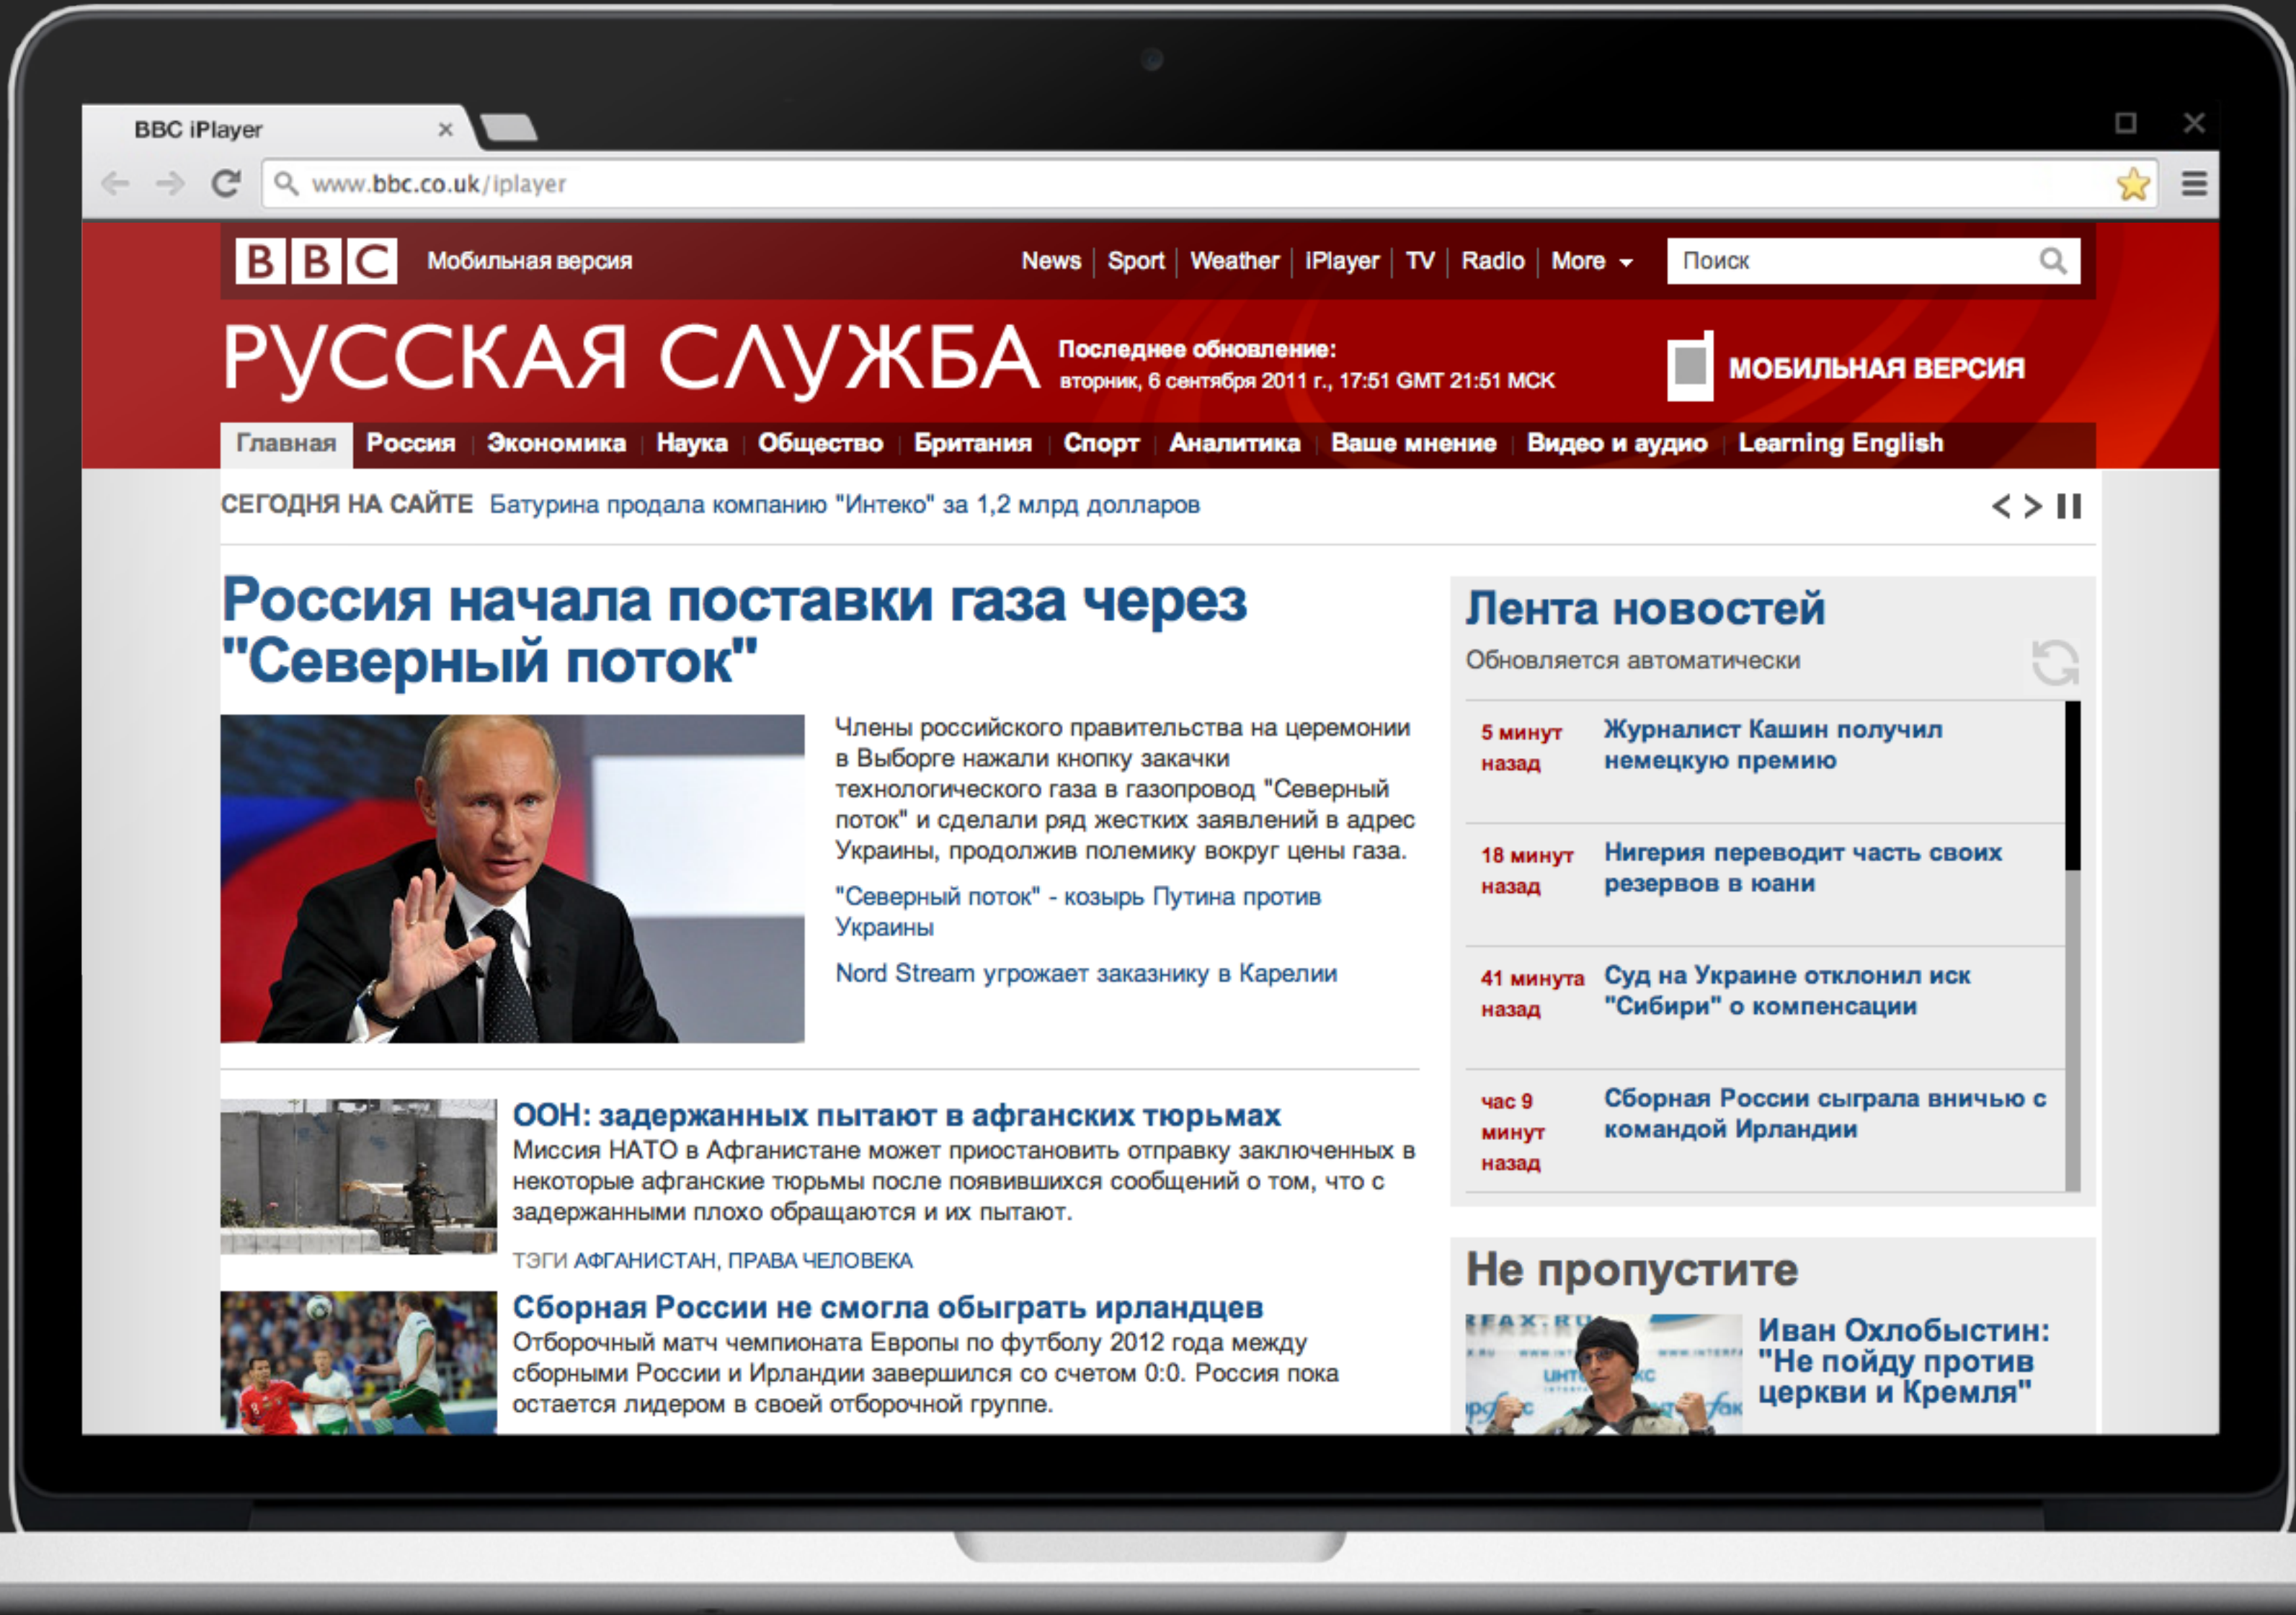 BBC iPlayer
www.bbc.co.uk/iplayer
BBC
Мобильная версия
News Sport Weather iPlayer TV Radio More
Поиск
РУССКАЯ СЛУЖБА
Последнее обновление:
вторник, 6 сентября 2011 г., 17:51 GMT 21:51 МСК
МОБИЛЬНАЯ ВЕРСИЯ
Главная Россия Экономика Наука Общество Британия Спорт Аналитика Ваше мнение Видео и аудио Learning English
СЕГОДНЯ НА САЙТЕ Батурина продала компанию "Интеко" за 1,2 млрд долларов
Россия начала поставки газа через
"Северный поток"
Члены российского правительства на церемонии
в Выборге нажали кнопку закачки
технологического газа в газопровод "Северный
поток" и сделали ряд жестких заявлений в адрес
Украины, продолжив полемику вокруг цены газа.
"Северный поток" - козырь Путина против
Украины
Nord Stream угрожает заказнику в Карелии
ООН: задержанных пытают в афганских тюрьмах
Миссия НАТО в Афганистане может приостановить отправку заключенных в
некоторые афганские тюрьмы после появившихся сообщений о том, что с
задержанными плохо обращаются и их пытают.
ТЭГИ АФГАНИСТАН, ПРАВА ЧЕЛОВЕКА
Сборная России не смогла обыграть ирландцев
Отборочный матч чемпионата Европы по футболу 2012 года между
сборными России и Ирландии завершился со счетом 0:0. Россия пока
остается лидером в своей отборочной группе.
Лента новостей
Обновляется автоматически
5 минут
назад
Журналист Кашин получил
немецкую премию
18 минут
назад
Нигерия переводит часть своих
резервов в юани
41 минута
назад
Суд на Украине отклонил иск
"Сибири" о компенсации
час 9
минут
назад
Сборная России сыграла вничью с
командой Ирландии
Не пропустите
RFAX.RU
Иван Охлобыстин:
"Не пойду против
церкви и Кремля"